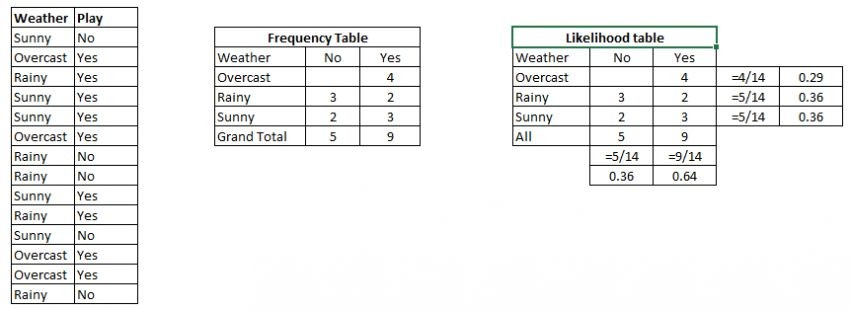 Weather Play
Sunny No
Overcast Yes
Rainy Yes
Sunny Yes
Sunny Yes
Overcast Yes
Rainy No
Rainy No
Sunny Yes
Rainy Yes
Sunny No
Overcast Yes
Overcast Yes
Rainy No
Frequency Table
Weather No Yes
Overcast 4
Rainy 3 2
Sunny 2 3
Grand Total 5 9
Likelihood table
Weather No Yes
Overcast 4 =4/14 0.29
Rainy 3 2 =5/14 0.36
Sunny 2 3 =5/14 0.36
All 5 9
=5/14 =9/14
0.36 0.64